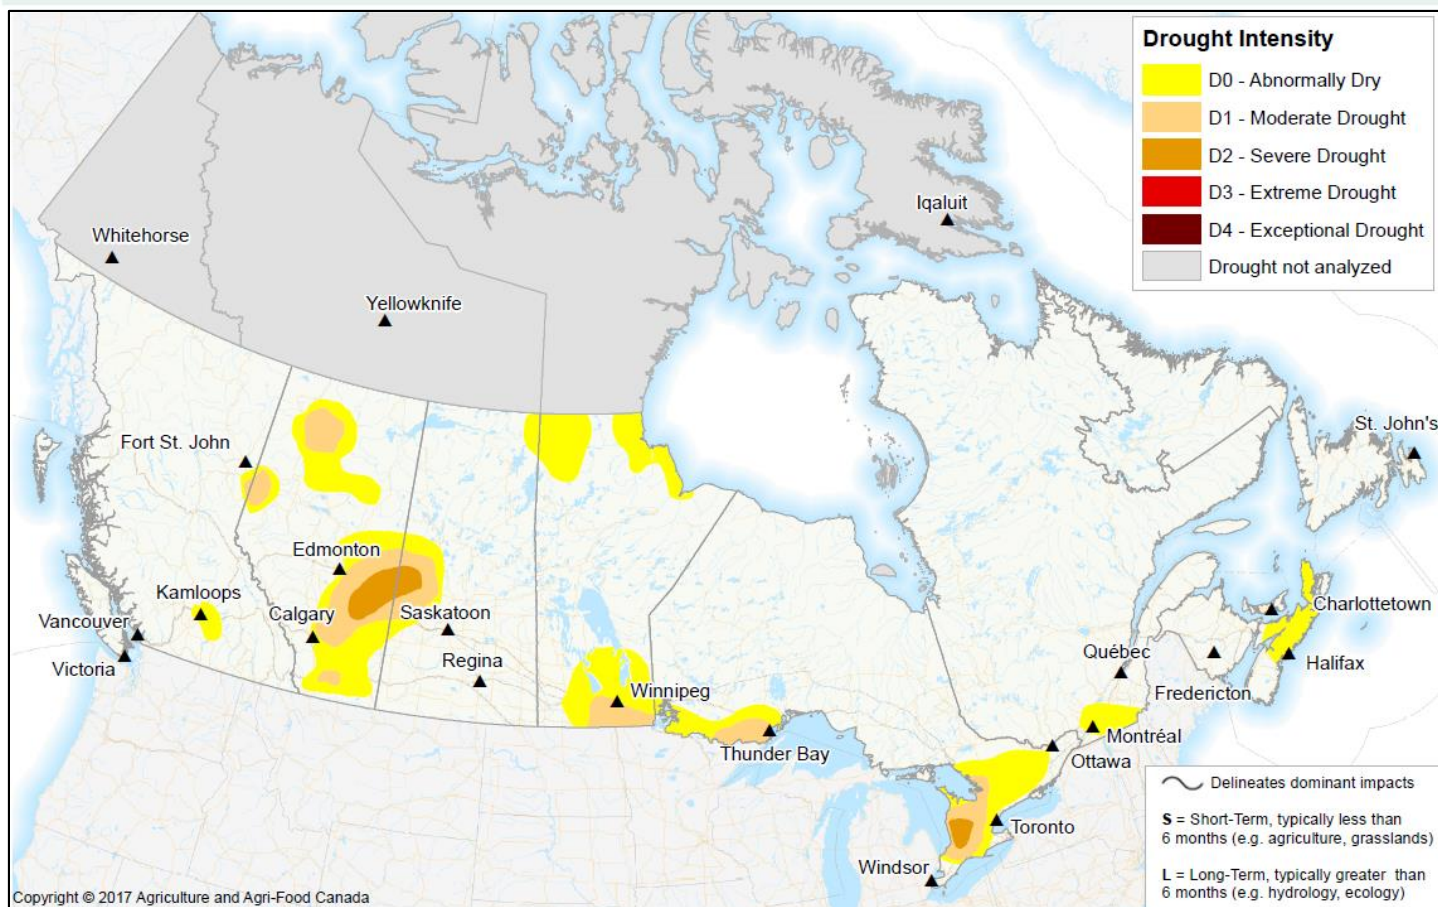 Drought Intensity
D0 - Abnormally Dry
D1 - Moderate Drought
D2 - Severe Drought
D3 - Extreme Drought
D4 - Exceptional Drought
Drought not analyzed
Iqaluit
Whitehorse
Yellowknife
St. John's
Fort St. John
Edmonton
Kamloops
Calgary
Saskatoon
Vancouver
Charlottetown
Victoria
Regina
Québec
Halifax
Winnipeg
Fredericton
Montréal
Thunder Bay
Ottawa
Toronto
Windsor
Delineates dominant impacts
S = Short-Term, typically less than
6 months (e.g. agriculture, grasslands)
L = Long-Term, typically greater than
6 months (e.g. hydrology, ecology)
Copyright © 2017 Agriculture and Agri-Food Canada